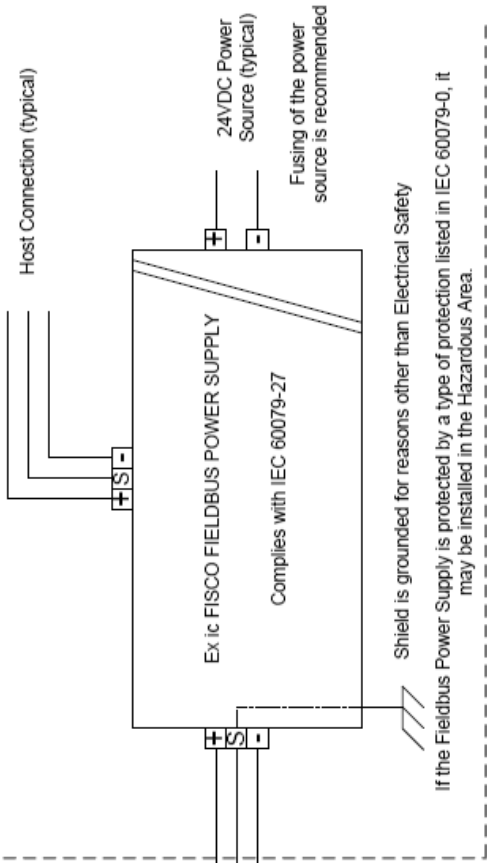 Host Connection (typical)
+ S -
Ex ic FISCO FIELDBUS POWER SUPPLY
Complies with IEC 60079-27
+
-
24VDC Power
Source (typical)
Fusing of the power
source is recommended
+
S
-
Shield is grounded for reasons other than Electrical Safety
If the Fieldbus Power Supply is protected by a type of protection listed in IEC 60079-0, it
may be installed in the Hazardous Area.